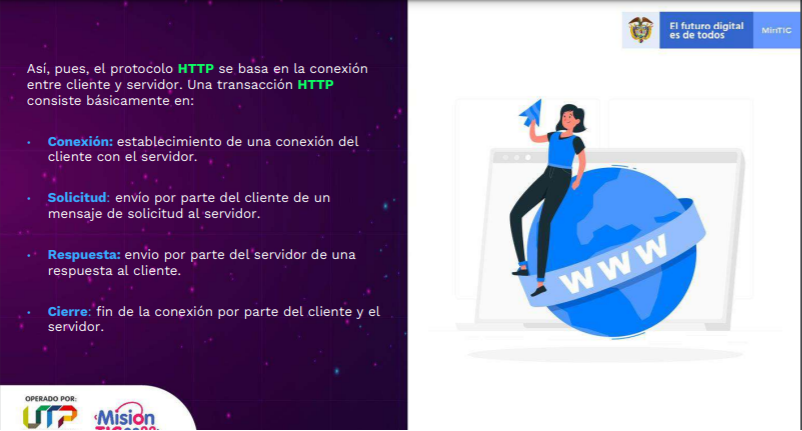 El futuro digital
es de todos
MinTIC
Así, pues, el protocolo HTTP se basa en la conexión
entre cliente y servidor. Una transacción HTTP
consiste básicamente en:
• Conexión: establecimiento de una conexión del
cliente con el servidor.
• Solicitud: envío por parte del cliente de un
mensaje de solicitud al servidor.
• Respuesta: envio por parte del servidor de una
respuesta al cliente.
• Cierre: fin de la conexión por parte del cliente y el
servidor.
WWW
OPERADO POR:
UTP
Misión